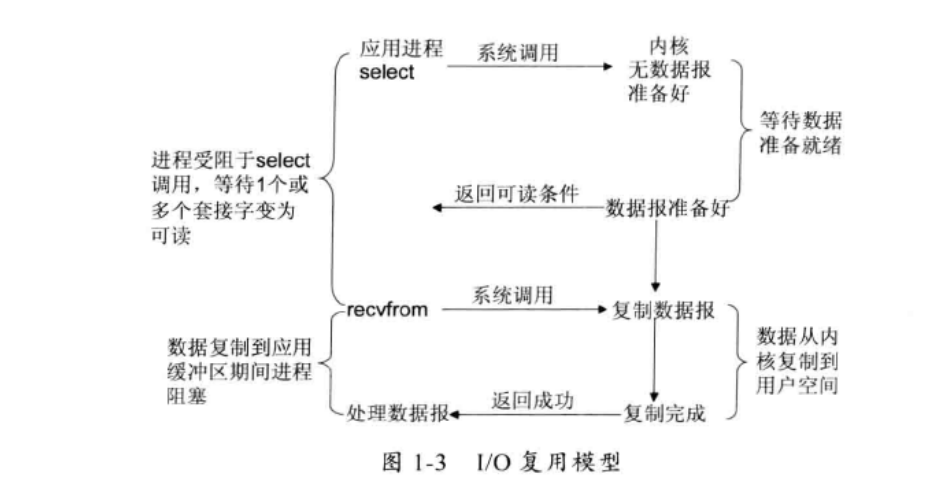 应用进程
select
系统调用
内核
无数据报
准备好
等待数据
准备就绪
进程受阻于select
调用，等待1个或
多个套接字变为
可读
返回可读条件
数据报准备好
recvfrom
系统调用
复制数据报
数据从内
核复制到
用户空间
数据复制到应用
缓冲区期间进程
阻塞
处理数据报
返回成功
复制完成
图 1-3 I/O 复用模型